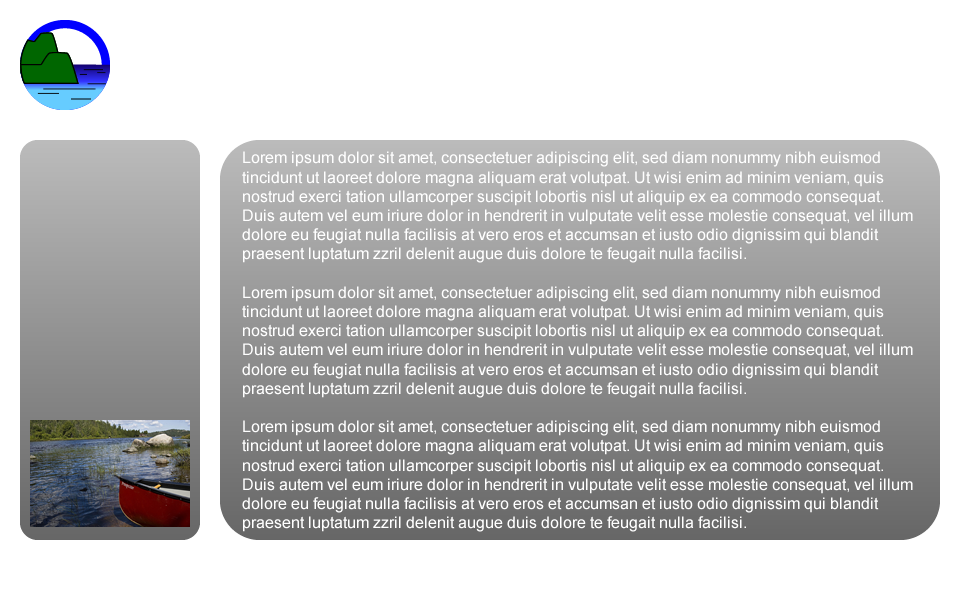 Lorem ipsum dolor sit amet, consectetuer adipiscing elit, sed diam nonummy nibh euismod
tincidunt ut laoreet dolore magna aliquam erat volutpat. Ut wisi enim ad minim veniam, quis
nostrud exerci tation ullamcorper suscipit lobortis nisl ut aliquip ex ea commodo consequat.
Duis autem vel eum iriure dolor in hendrerit in vulputate velit esse molestie consequat, vel illum
dolore eu feugiat nulla facilisis at vero eros et accumsan et iusto odio dignissim qui blandit
praesent luptatum zzril delenit augue duis dolore te feugait nulla facilisi.
Lorem ipsum dolor sit amet, consectetuer adipiscing elit, sed diam nonummy nibh euismod
tincidunt ut laoreet dolore magna aliquam erat volutpat. Ut wisi enim ad minim veniam, quis
nostrud exerci tation ullamcorper suscipit lobortis nisl ut aliquip ex ea commodo consequat.
Duis autem vel eum iriure dolor in hendrerit in vulputate velit esse molestie consequat, vel illum
dolore eu feugiat nulla facilisis at vero eros et accumsan et iusto odio dignissim qui blandit
praesent luptatum zzril delenit augue duis dolore te feugait nulla facilisi.
Lorem ipsum dolor sit amet, consectetuer adipiscing elit, sed diam nonummy nibh euismod
tincidunt ut laoreet dolore magna aliquam erat volutpat. Ut wisi enim ad minim veniam, quis
nostrud exerci tation ullamcorper suscipit lobortis nisl ut aliquip ex ea commodo consequat.
Duis autem vel eum iriure dolor in hendrerit in vulputate velit esse molestie consequat, vel illum
dolore eu feugiat nulla facilisis at vero eros et accumsan et iusto odio dignissim qui blandit
praesent luptatum zzril delenit augue duis dolore te feugait nulla facilisi.